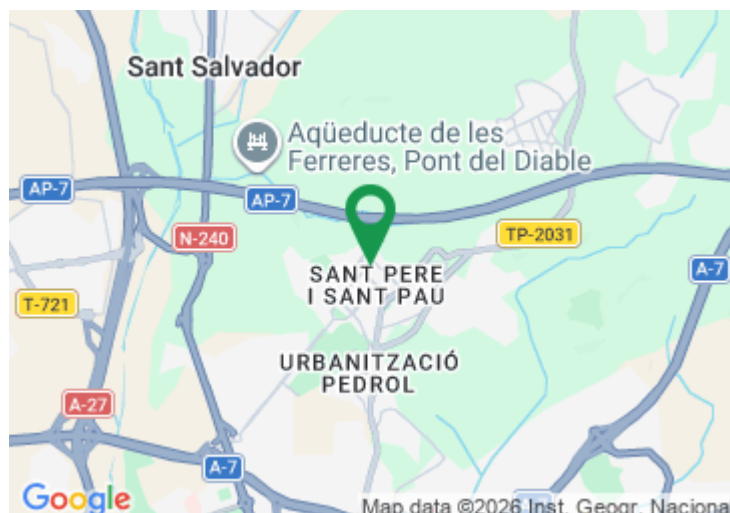 Sant Salvador
Aqüeducte de les
Ferreres, Pont del Diable
AP-7
AP-7
N-240
TP-2031
A-7
SANT PERE
I SANT PAU
T-721
URBANITZACIÓ
PEDROL
A-27
A-7
Google
Map data ©2026 Inst. Geogr. Naciona